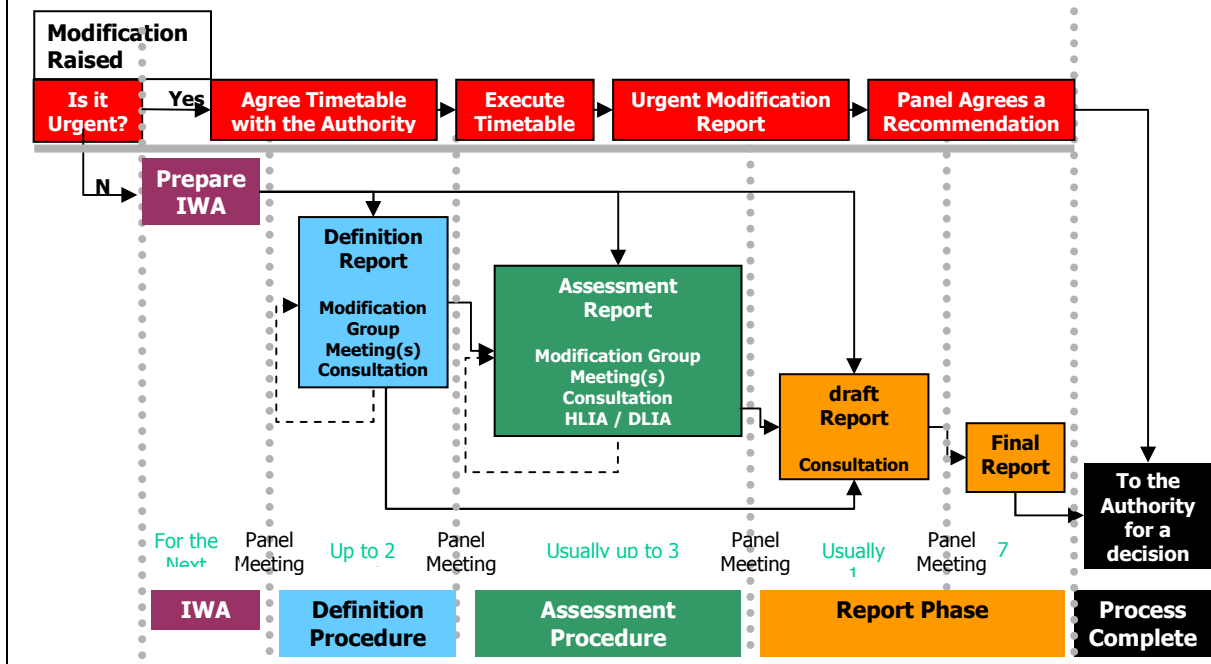 Modification
Raised
Is it
Urgent?
Yes
Agree Timetable
with the Authority
Execute
Timetable
Urgent Modification
Report
Panel Agrees a
Recommendation
N
Prepare
IWA
Definition
Report
Modification
Group
Meeting(s)
Consultation
Assessment
Report
Modification Group
Meeting(s)
Consultation
HLIA / DLIA
draft
Report
Consultation
Final
Report
To the
Authority
for a
decision
For the
Next
Panel
Meeting
Up to 2
Panel
Meeting
Usually up to 3
Panel
Meeting
Usually
1
Panel
Meeting
7
IWA
Definition
Procedure
Assessment
Procedure
Report Phase
Process
Complete